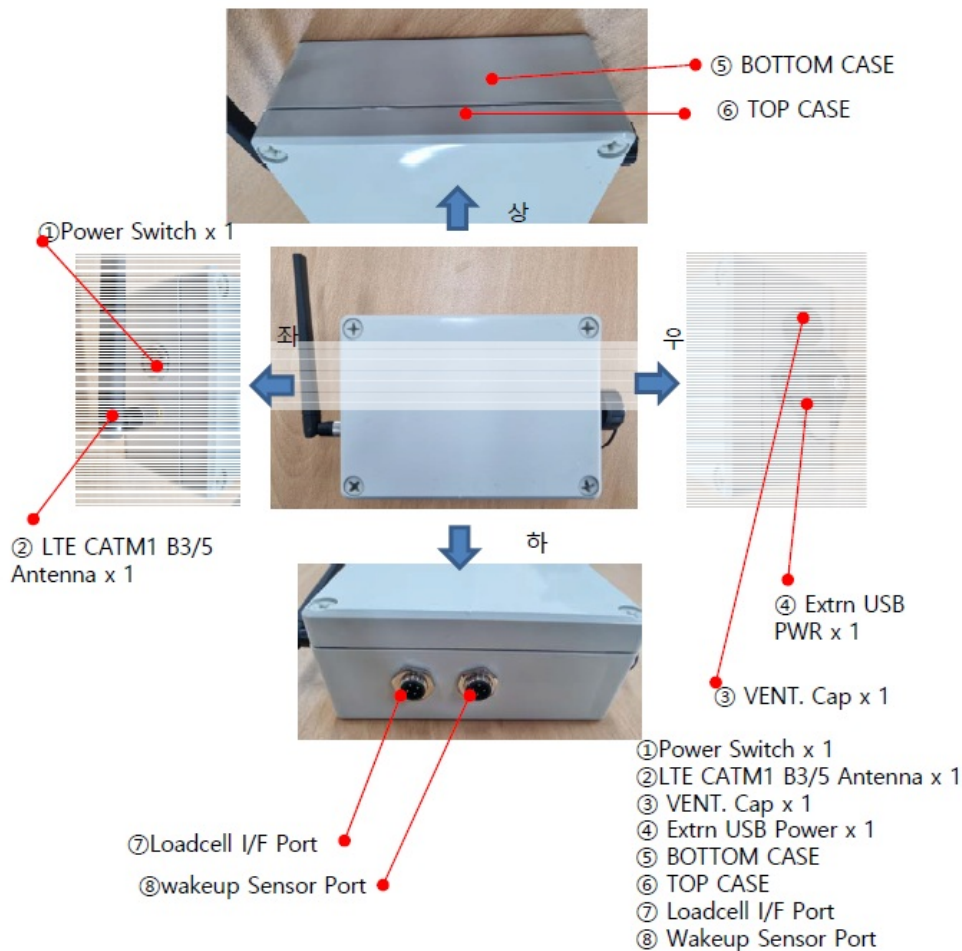 ⑤ BOTTOM CASE
⑥ TOP CASE
상
①Power Switch x 1
좌
우
② LTE CATM1 B3/5
Antenna x 1
하
④ Extrn USB
PWR x 1
③ VENT. Cap x 1
⑦Loadcell I/F Port
⑧wakeup Sensor Port
①Power Switch x 1
②LTE CATM1 B3/5 Antenna x 1
③ VENT. Cap x 1
④ Extrn USB Power x 1
⑤ BOTTOM CASE
⑥ TOP CASE
⑦ Loadcell I/F Port
⑧ Wakeup Sensor Port